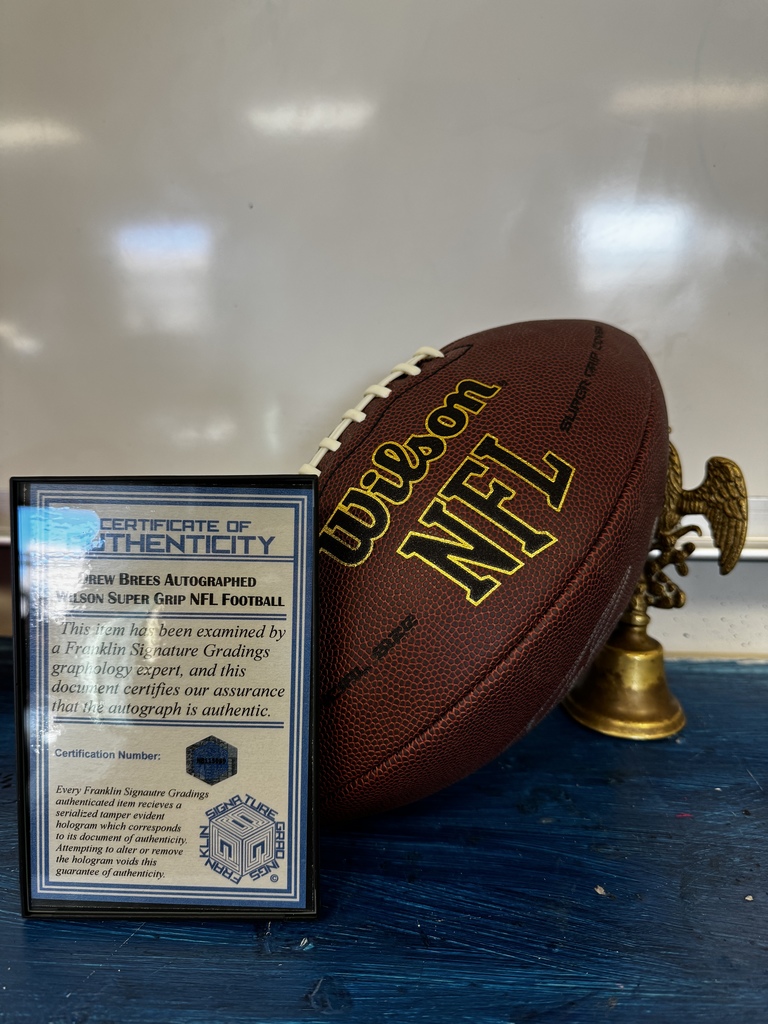 CERTIFICATE OF
AUTHENTICITY
DREW BREES AUTOGRAPHED
WILSON SUPER GRIP NFL FOOTBALL
This item has been examined by
a Franklin Signature Gradings
graphology expert, and this
document certifies our assurance
that the autograph is authentic.
Certification Number:
Every Franklin Signautre Gradings
authenticated item recieves a
serialized tamper evident
hologram which corresponds
to its document of authenticity.
Attempting to alter or remove
the hologram voids this
guarantee of authenticity.
FRANKLIN SIGNATURE GRADINGS
©
Wilson
NFL
SUPER GRIP
SIZE